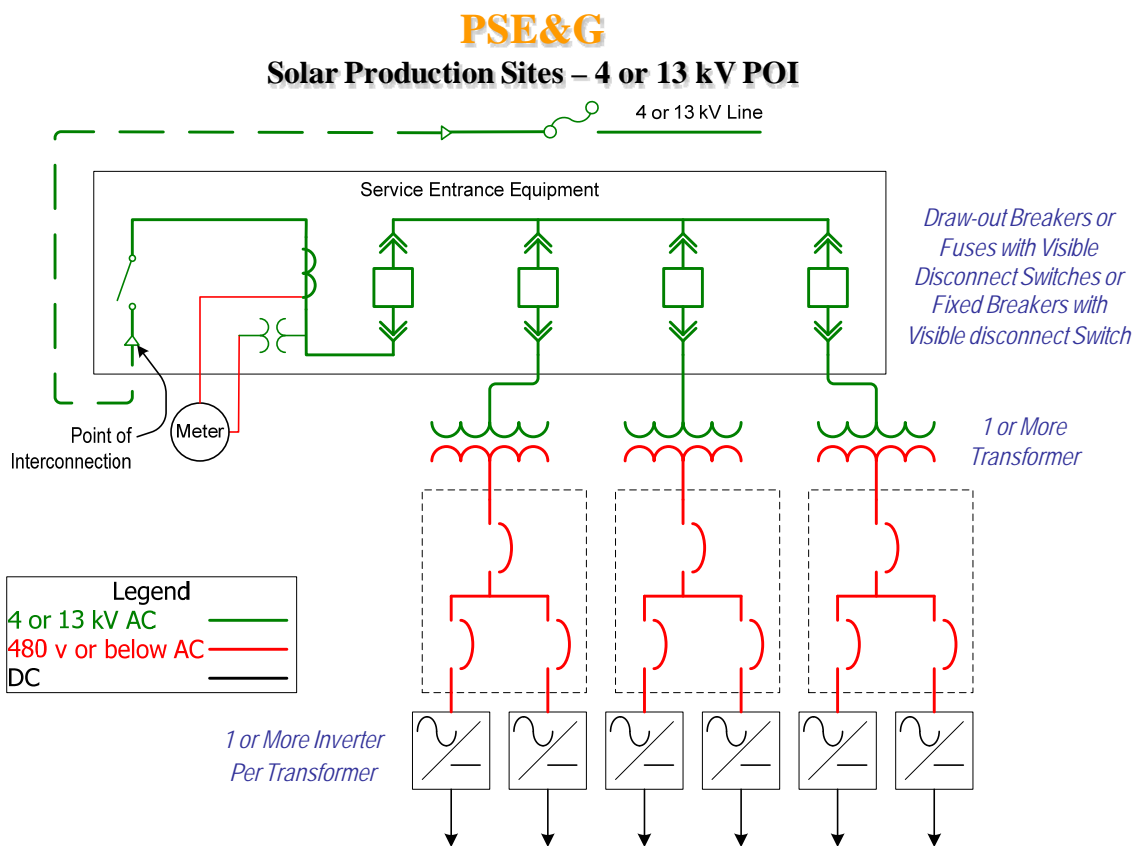 PSE&G
Solar Production Sites – 4 or 13 kV POI
4 or 13 kV Line
Service Entrance Equipment
Draw-out Breakers or
Fuses with Visible
Disconnect Switches or
Fixed Breakers with
Visible disconnect Switch
Point of
Interconnection
Meter
1 or More
Transformer
Legend
4 or 13 kV AC
480 v or below AC
DC
1 or More Inverter
Per Transformer